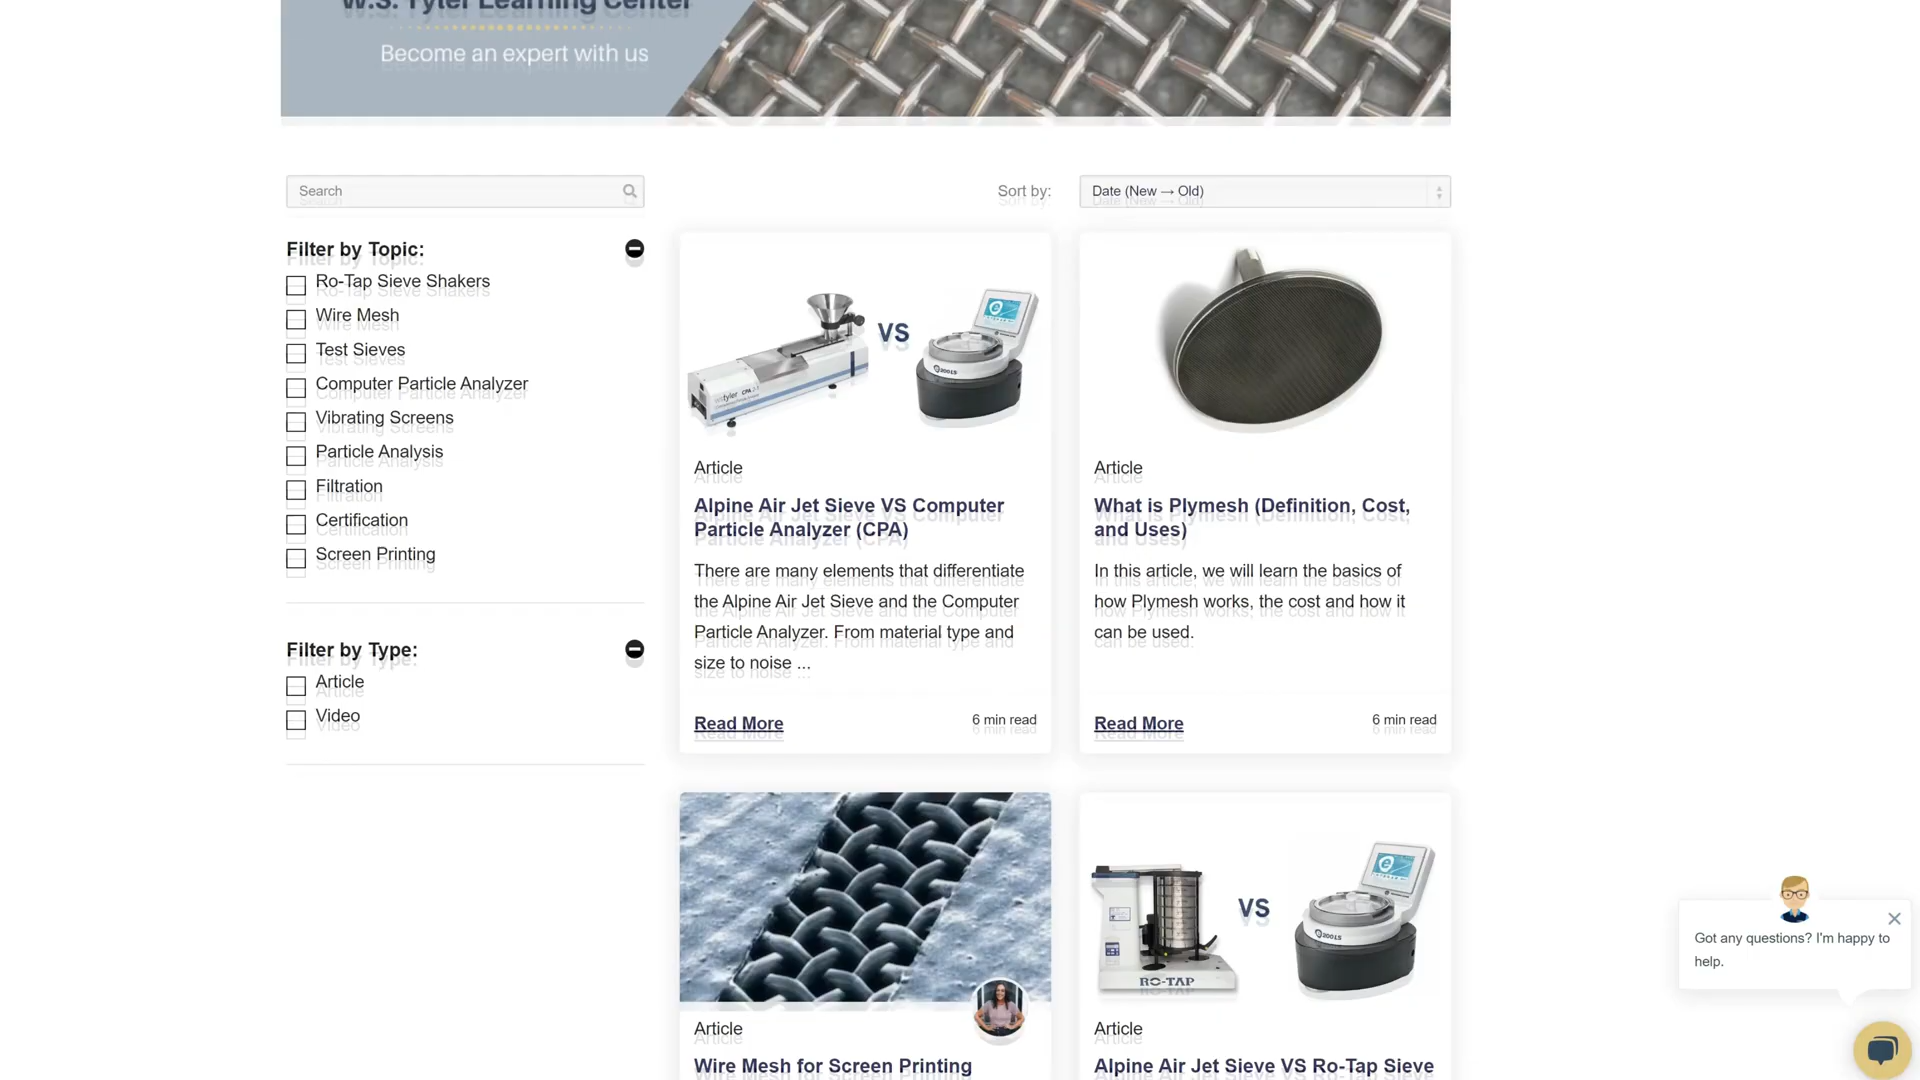 W.S. Tyler Learning Center
Become an expert with us
Search
Sort by:
Date (New → Old)
Filter by Topic:
Ro-Tap Sieve Shakers
Wire Mesh
Test Sieves
Computer Particle Analyzer
Vibrating Screens
Particle Analysis
Filtration
Certification
Screen Printing
Filter by Type:
Article
Video
VS
Article
Alpine Air Jet Sieve VS Computer
Particle Analyzer (CPA)
There are many elements that differentiate
the Alpine Air Jet Sieve and the Computer
Particle Analyzer. From material type and
size to noise ...
Read More
6 min read
Article
What is Plymesh (Definition, Cost,
and Uses)
In this article, we will learn the basics of
how Plymesh works, the cost and how it
can be used.
Read More
6 min read
Article
Wire Mesh for Screen Printing
VS
RO-TAP
Article
Alpine Air Jet Sieve VS Ro-Tap Sieve
Got any questions? I'm happy to
help.